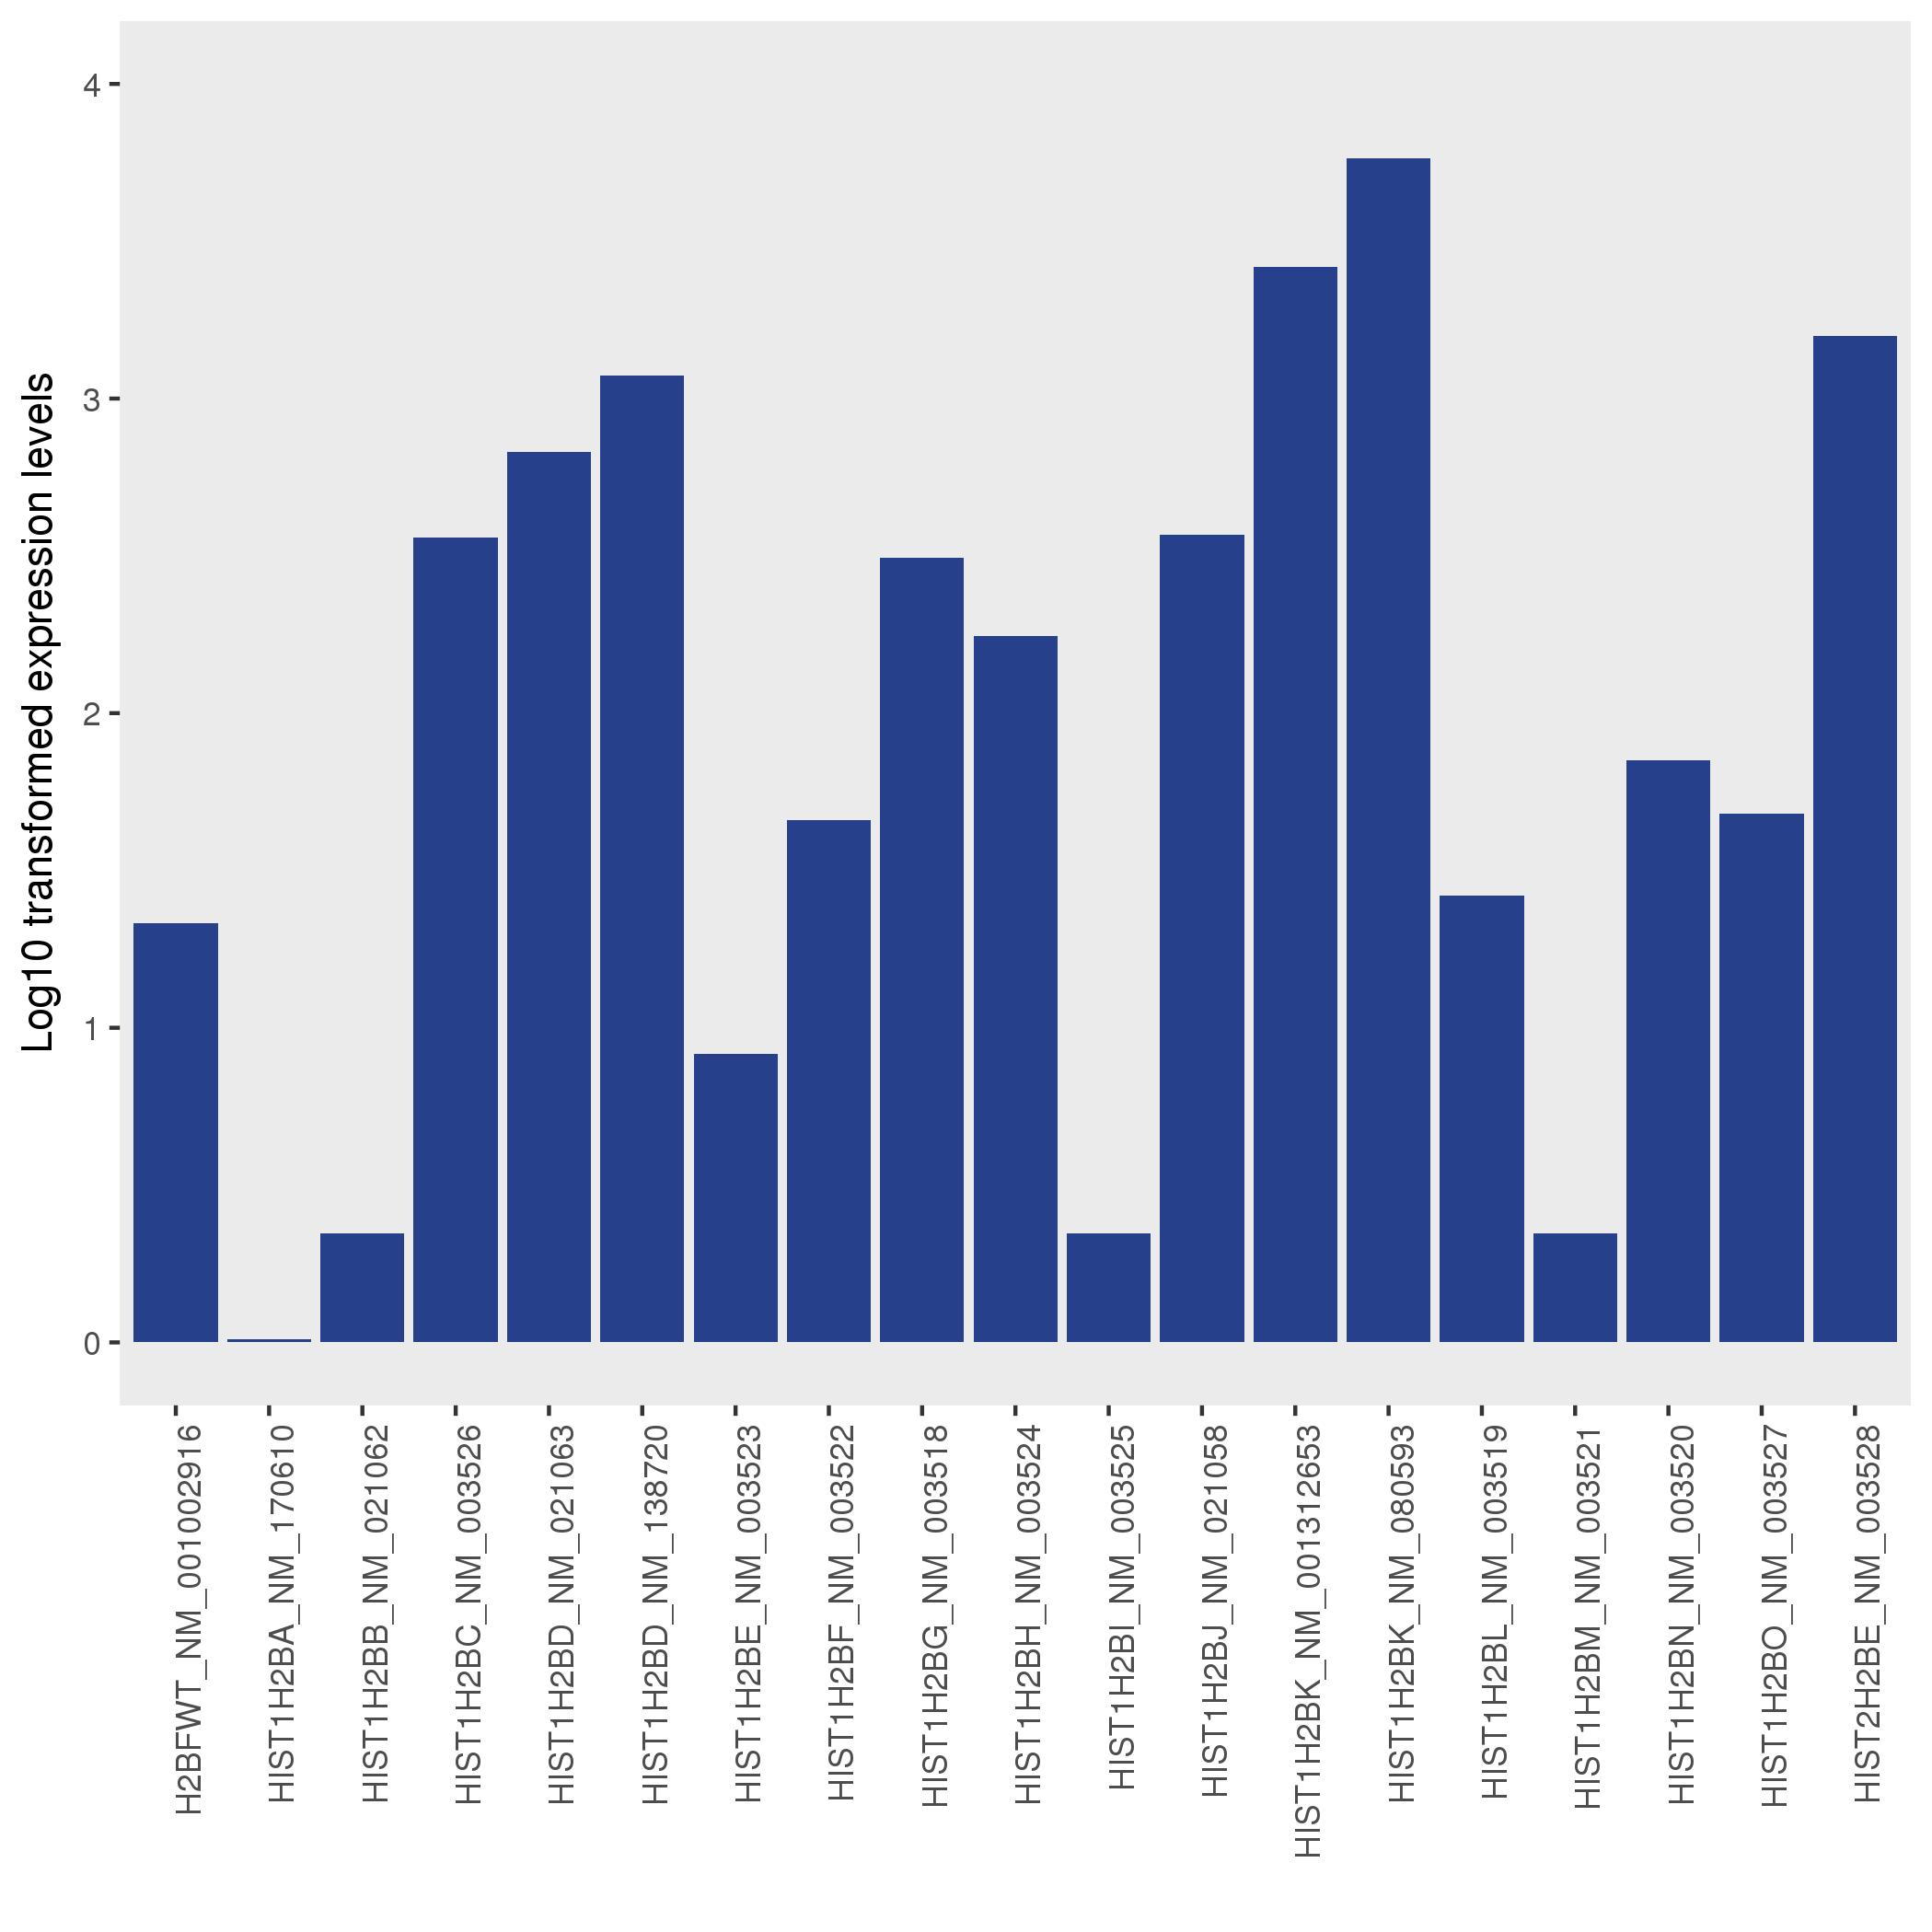 Log10 transformed expression levels
4
3
2
1
0
H2BFWT_NM_001002916
HIST1H2BA_NM_170610
HIST1H2BB_NM_021062
HIST1H2BC_NM_003526
HIST1H2BD_NM_021063
HIST1H2BD_NM_138720
HIST1H2BE_NM_003523
HIST1H2BF_NM_003522
HIST1H2BG_NM_003518
HIST1H2BH_NM_003524
HIST1H2BI_NM_003525
HIST1H2BJ_NM_021058
HIST1H2BK_NM_001312653
HIST1H2BK_NM_080593
HIST1H2BL_NM_003519
HIST1H2BM_NM_003521
HIST1H2BN_NM_003520
HIST1H2BO_NM_003527
HIST2H2BE_NM_003528